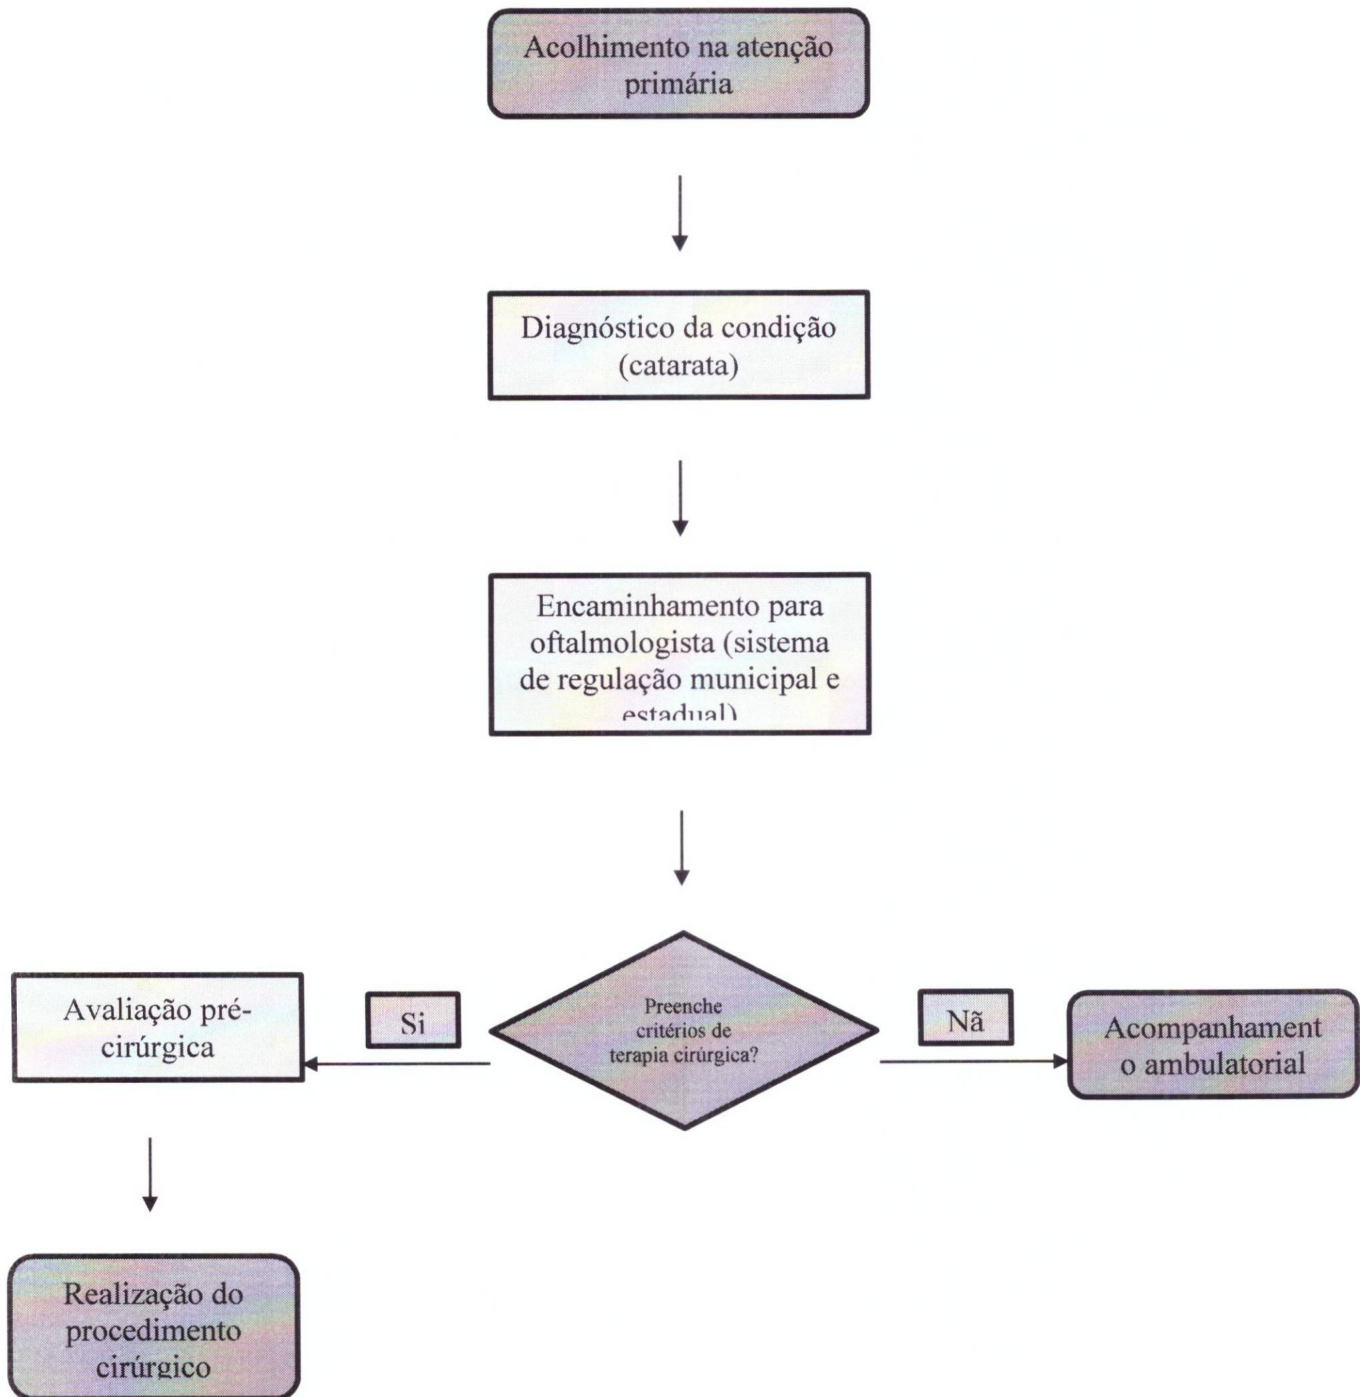 Acolhimento na atenção
primária
Diagnóstico da condição
(catarata)
Encaminhamento para
oftalmologista (sistema
de regulação municipal e
estadual)
Preenche
critérios de
terapia cirúrgica?
Si
Nã
Avaliação pré-
cirúrgica
Acompanhament
o ambulatorial
Realização do
procedimento
cirúrgico